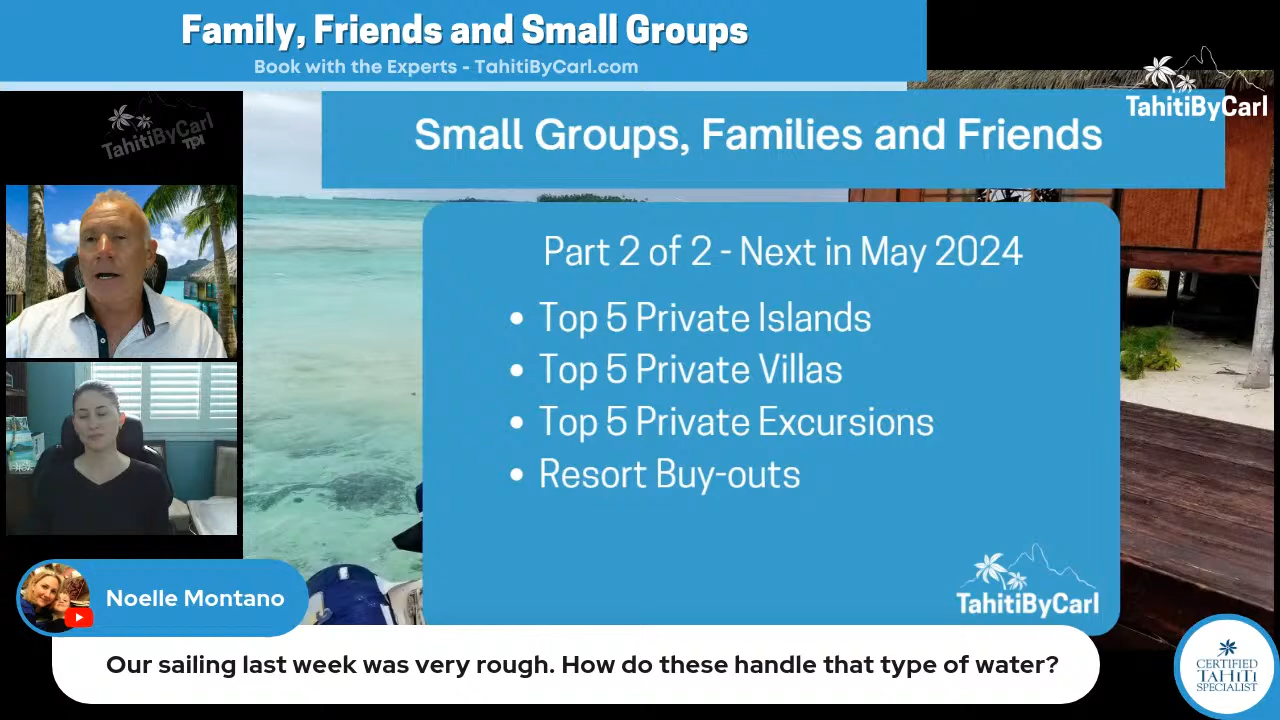 Family, Friends and Small Groups
Book with the Experts - TahitiByCarl.com
TahitiByCarl
TahitiByCarl
TPI
Small Groups, Families and Friends
Part 2 of 2 - Next in May 2024
• Top 5 Private Islands
• Top 5 Private Villas
• Top 5 Private Excursions
• Resort Buy-outs
TahitiByCarl
Noelle Montano
Our sailing last week was very rough. How do these handle that type of water?
CERTIFIED
TAHITI
SPECIALIST